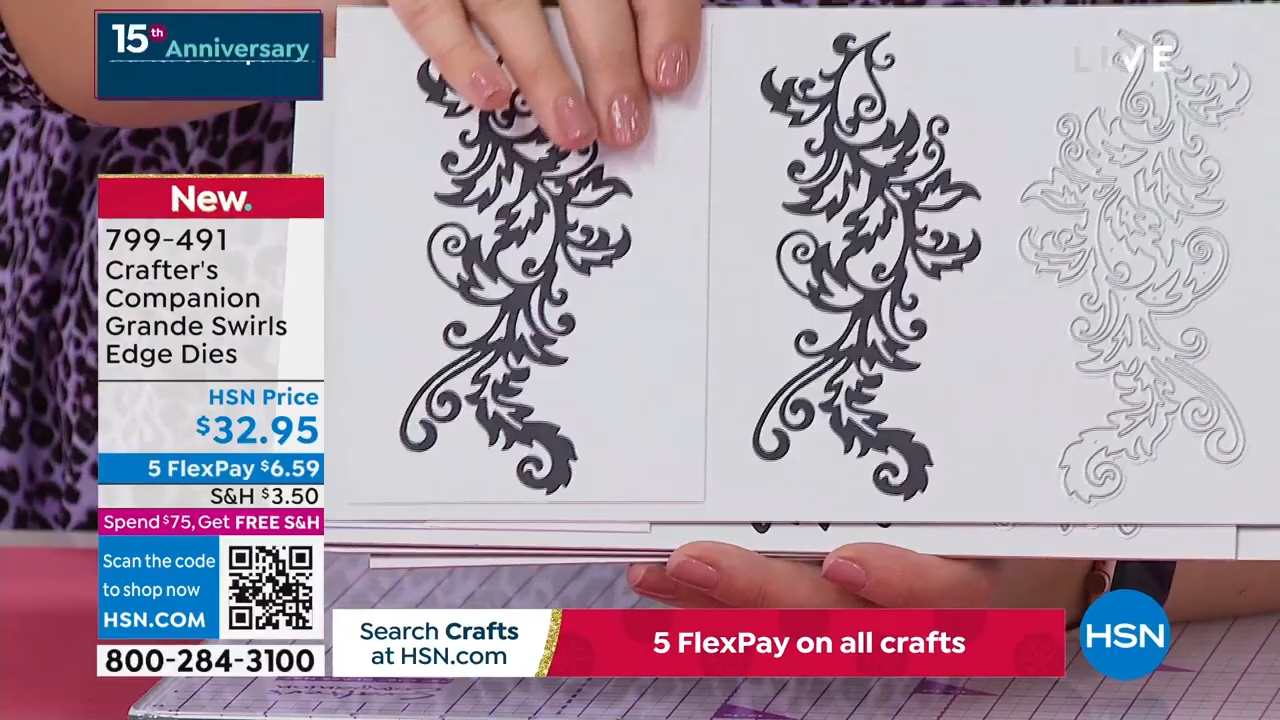 15th Anniversary
LIVE
New.
799-491
Crafter's
Companion
Grande Swirls
Edge Dies
HSN Price
$32.95
5 FlexPay $6.59
S&H $3.50
Spend $75, Get FREE S&H
Scan the code
to shop now
HSN.COM
800-284-3100
Search Crafts
at HSN.com
5 FlexPay on all crafts
HSN